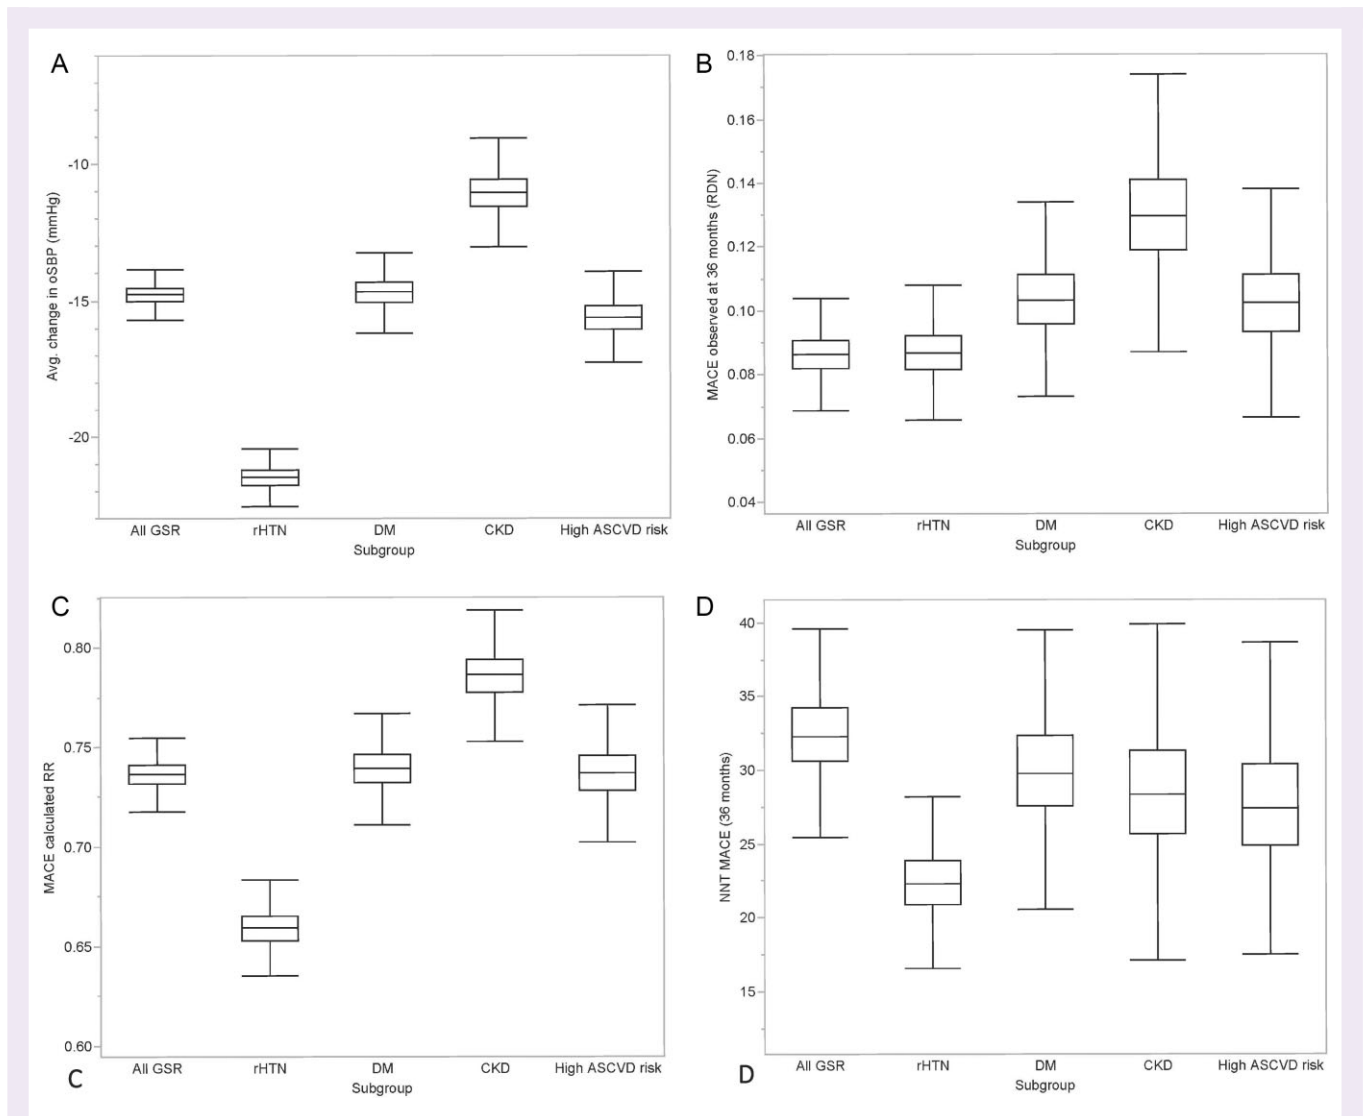 A
Avg. change in oSBP (mmHg)
-10
-15
-20
All GSR rHTN DM CKD High ASCVD risk
Subgroup
B
MACE observed at 36 months (RDN)
0.18
0.16
0.14
0.12
0.10
0.08
0.06
0.04
All GSR rHTN DM CKD High ASCVD risk
Subgroup
C
MACE calculated RR
0.80
0.75
0.70
0.65
0.60
All GSR rHTN DM CKD High ASCVD risk
Subgroup
C
D
NNT MACE (36 months)
40
35
30
25
20
15
All GSR rHTN DM CKD High ASCVD risk
Subgroup
D